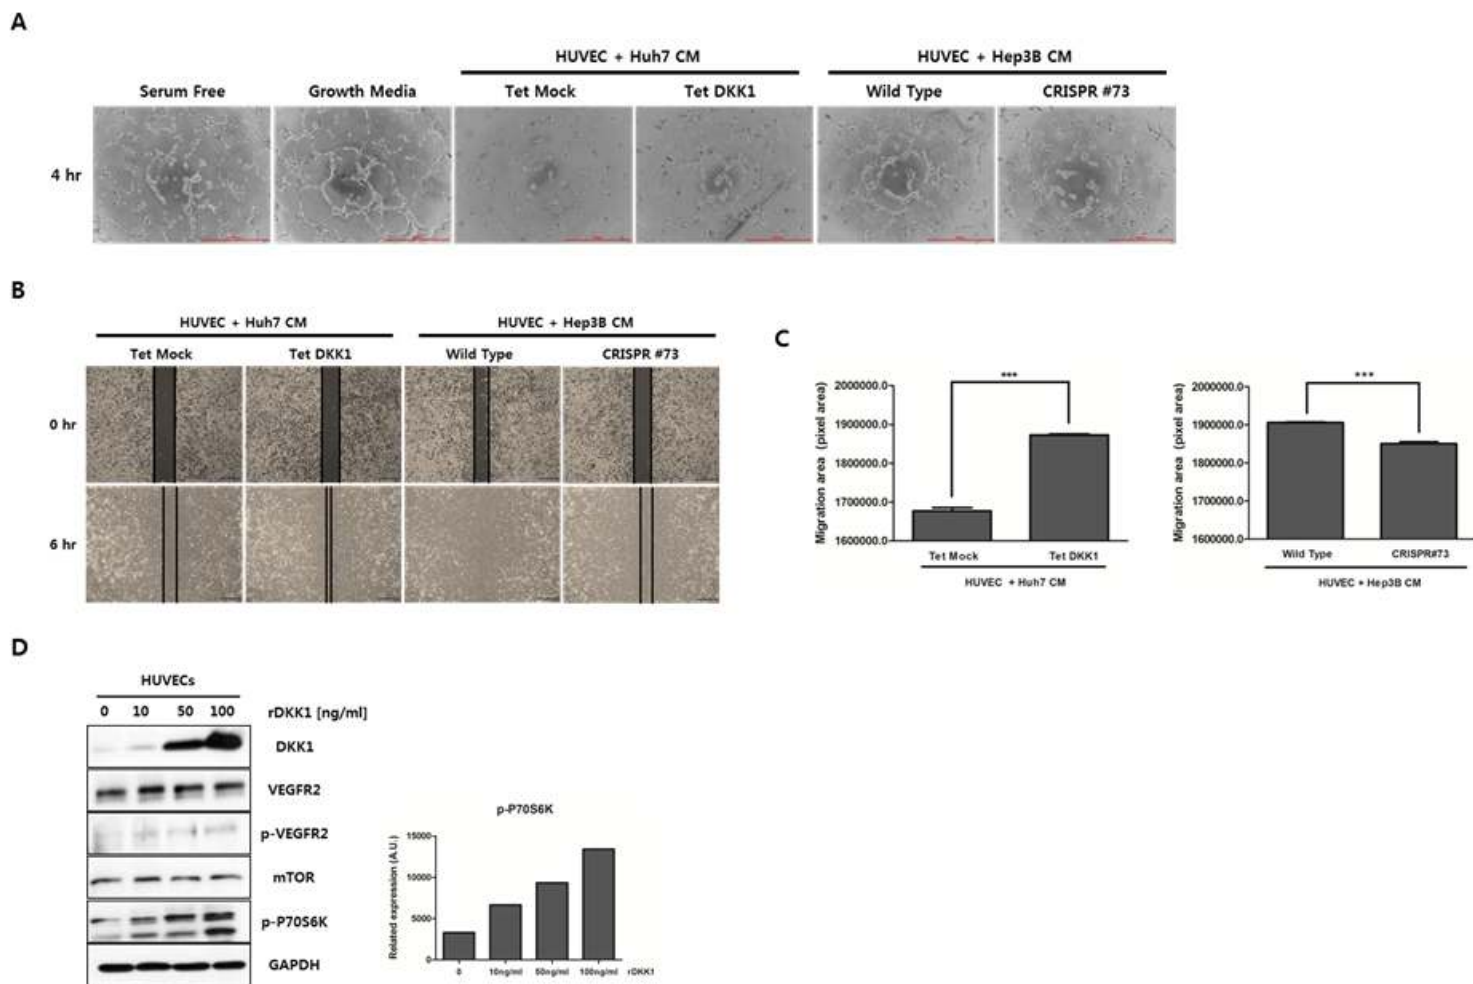 A
HUVEC + Huh7 CM
HUVEC + Hep3B CM
Serum Free
Growth Media
Tet Mock
Tet DKK1
Wild Type
CRISPR #73
4 hr
B
HUVEC + Huh7 CM
HUVEC + Hep3B CM
Tet Mock
Tet DKK1
Wild Type
CRISPR #73
0 hr
6 hr
C
Migration area (pixel area)
2000000.0
1900000.0
1800000.0
1700000.0
1600000.0
***
Tet Mock
Tet DKK1
HUVEC + Huh7 CM
Migration area (pixel area)
2000000.0
1900000.0
1800000.0
1700000.0
1600000.0
***
Wild Type
CRISPR#73
HUVEC + Hep3B CM
D
HUVECs
0 10 50 100 rDKK1 [ng/ml]
DKK1
VEGFR2
p-VEGFR2
mTOR
p-P70S6K
GAPDH
p-P70S6K
Related expression (A.U.)
15000
10000
5000
0
0 10ng/ml 50ng/ml 100ng/ml rDKK1